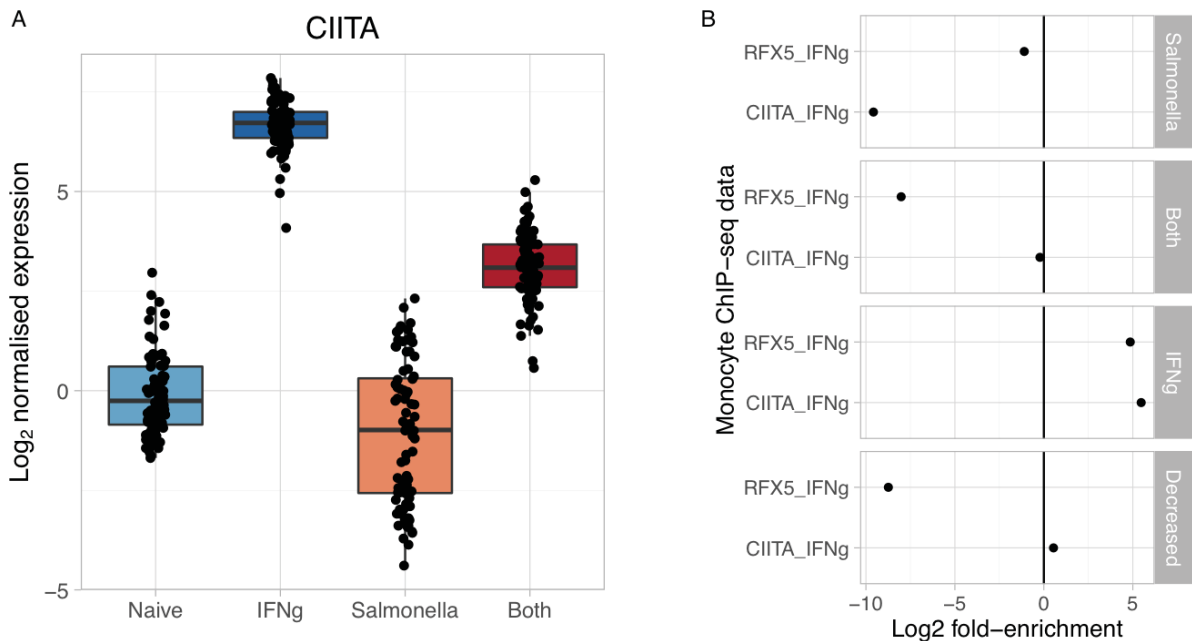 A
CIITA
Log2 normalised expression
5
0
−5
Naive
IFNg
Salmonella
Both
B
Monocyte ChIP−seq data
RFX5_IFNg
CIITA_IFNg
Salmonella
RFX5_IFNg
CIITA_IFNg
Both
RFX5_IFNg
CIITA_IFNg
IFNg
RFX5_IFNg
CIITA_IFNg
Decreased
−10
−5
0
5
Log2 fold−enrichment